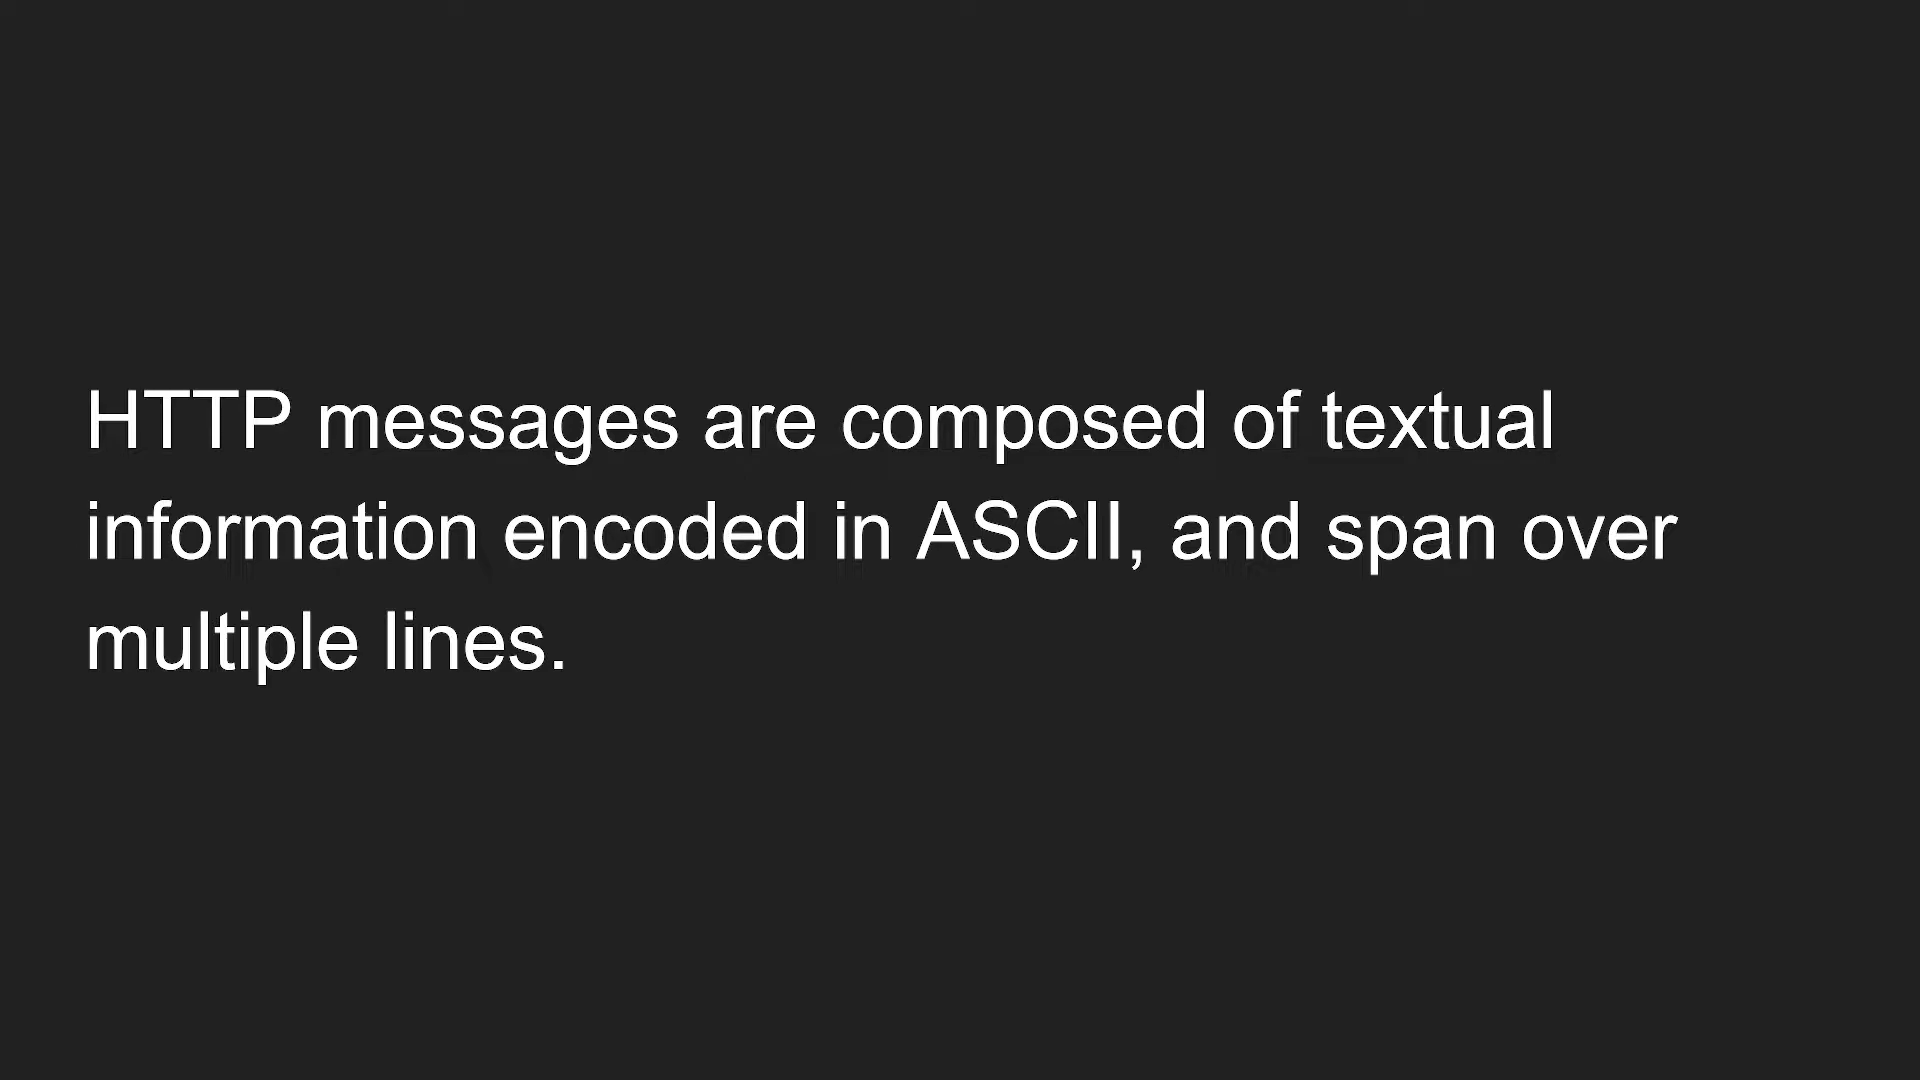 HTTP messages are composed of textual
information encoded in ASCII, and span over
multiple lines.